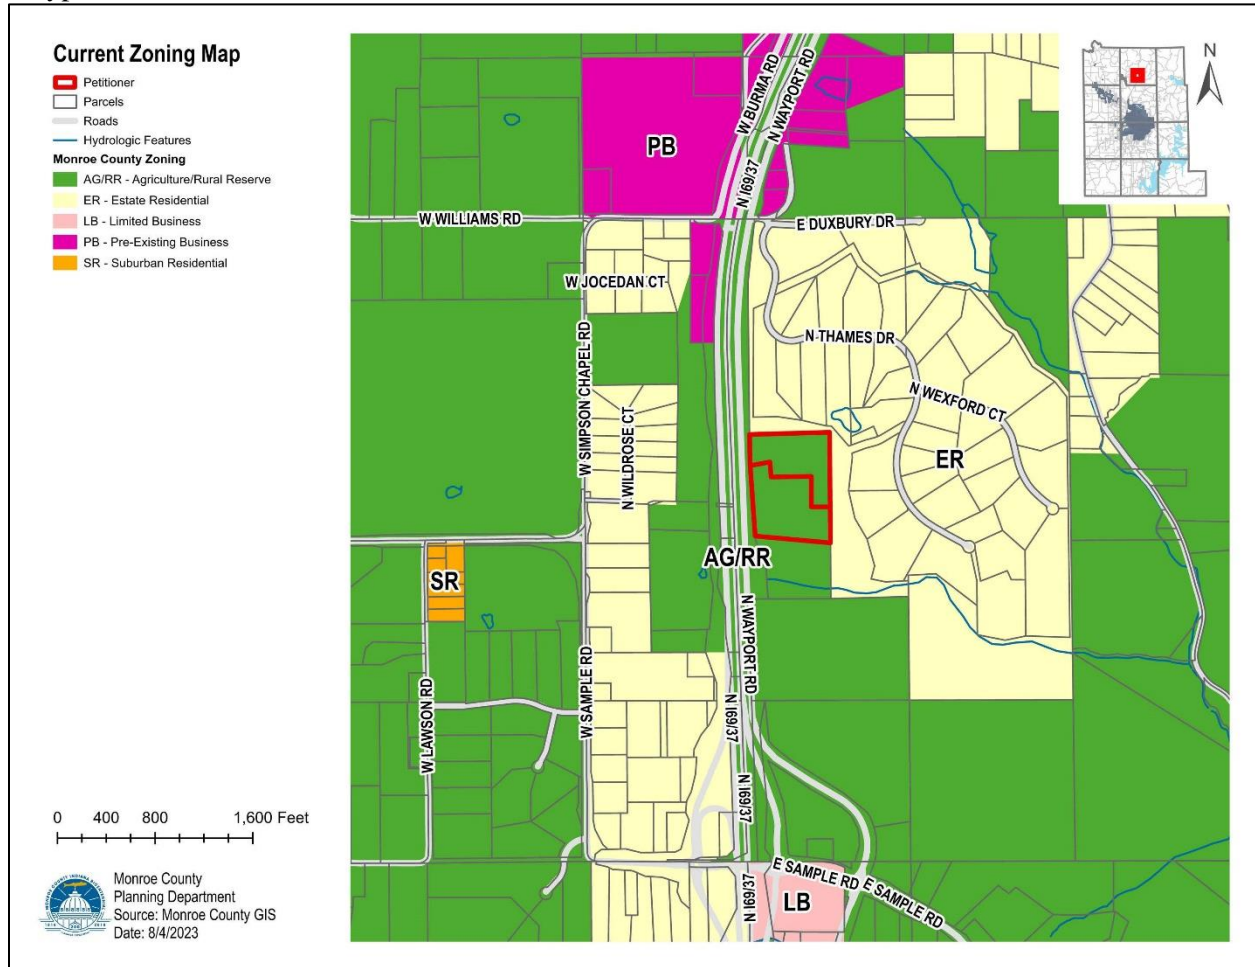 Current Zoning Map
Petitioner
Parcels
Roads
Hydrologic Features
Monroe County Zoning
AG/RR - Agriculture/Rural Reserve
ER - Estate Residential
LB - Limited Business
PB - Pre-Existing Business
SR - Suburban Residential
N
W BURMA RD
N WAYPORT RD
PB
N I69/37
W WILLIAMS RD
E DUXBURY DR
W JOCEDAN CT
W SIMPSON CHAPEL RD
N THAMES DR
N WEXFORD CT
N WILDROSE CT
ER
AG/RR
SR
N WAYPORT RD
W SAMPLE RD
W LAWSON RD
N I69/37
N I69/37
E SAMPLE RD
E SAMPLE RD
N I69/37
LB
0 400 800 1,600 Feet
Monroe County
Planning Department
Source: Monroe County GIS
Date: 8/4/2023